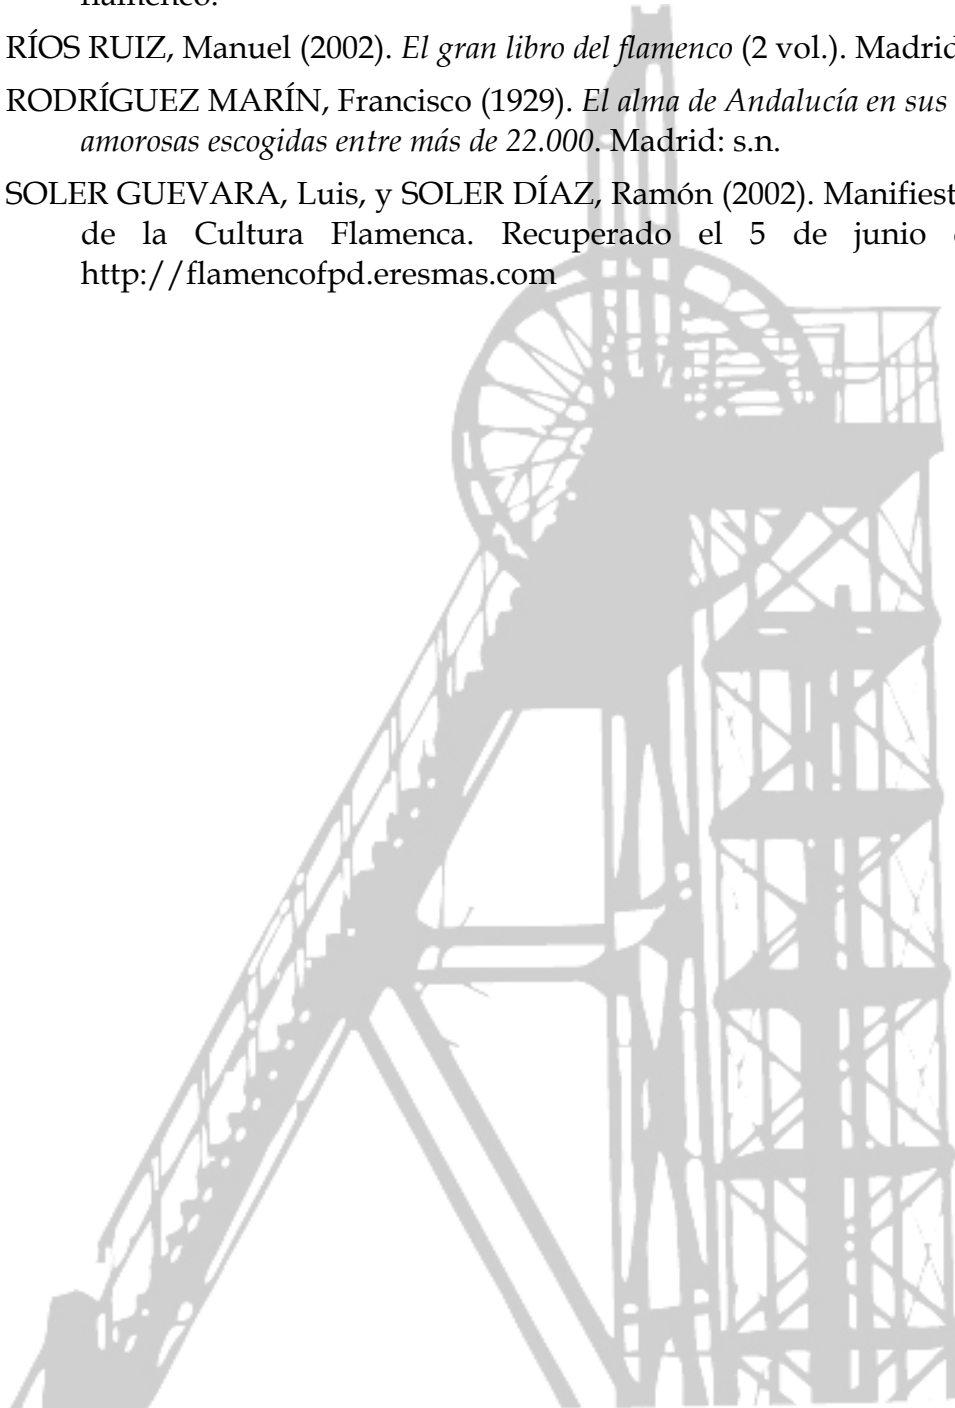 flamenco.
RÍOS RUIZ, Manuel (2002). El gran libro del flamenco (2 vol.). Madrid
RODRÍGUEZ MARÍN, Francisco (1929). El alma de Andalucía en sus
amorosas escogidas entre más de 22.000. Madrid: s.n.
SOLER GUEVARA, Luis, y SOLER DÍAZ, Ramón (2002). Manifiest
de la Cultura Flamenca. Recuperado el 5 de junio
http://flamencofpd.eresmas.com